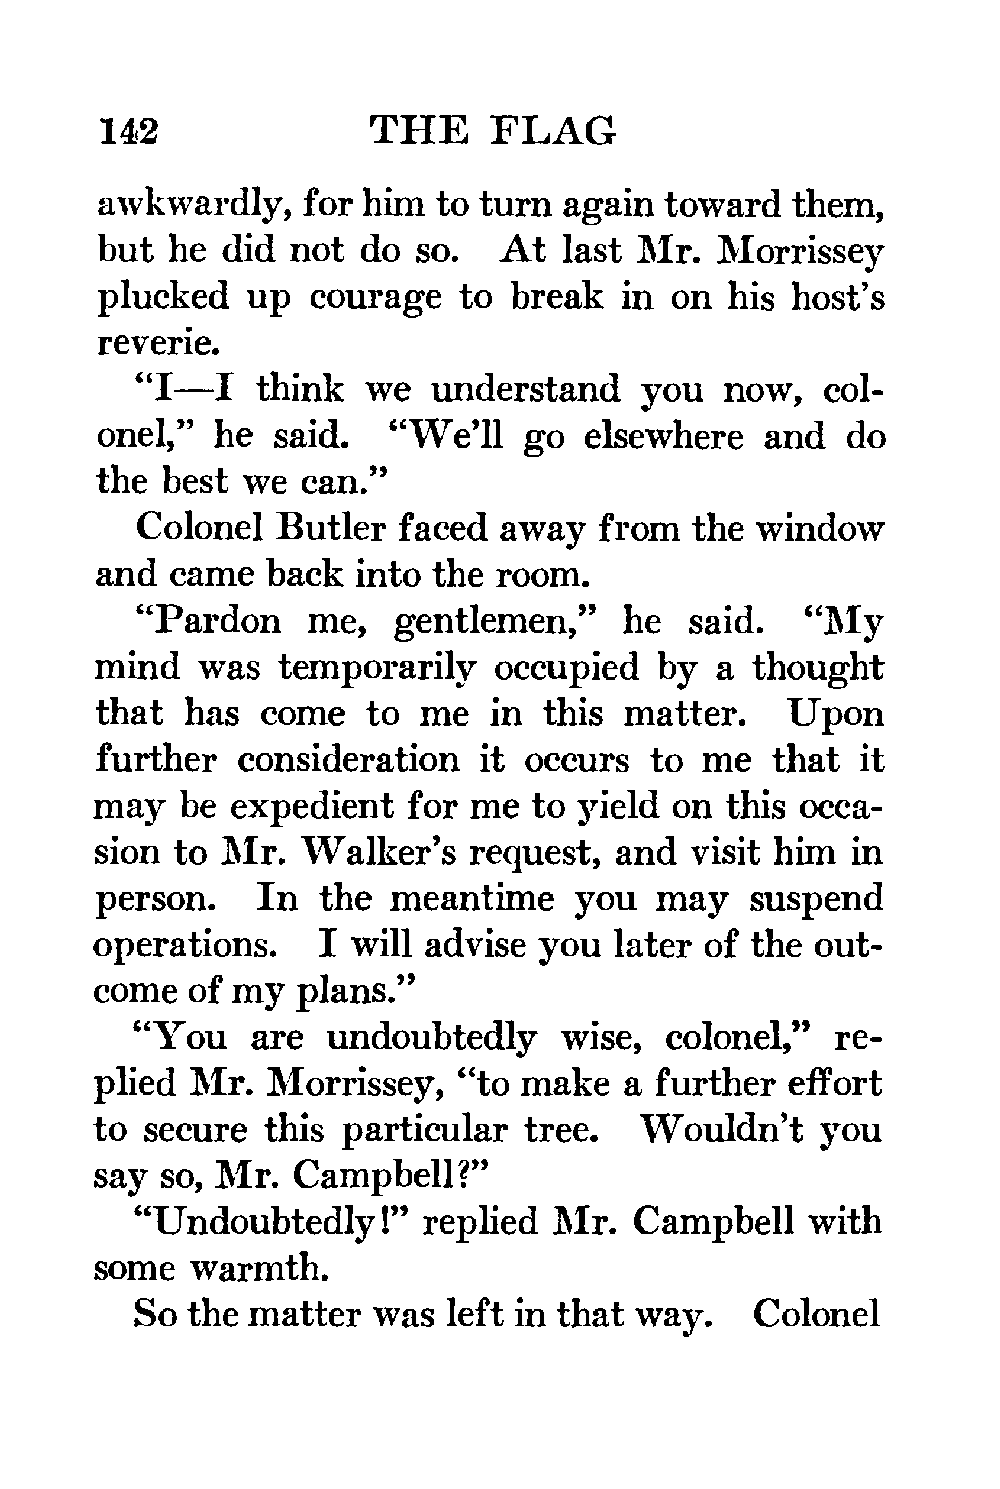 142 THE FLAG
awkwardly, for him to turn again toward them,
but he did not do so. At last Mr. Morrissey
plucked up courage to break in on his host's
reverie.
“I—I think we understand you now, col-
onel,” he said. “We'll go elsewhere and do
the best we can.”
Colonel Butler faced away from the window
and came back into the room.
“Pardon me, gentlemen,” he said. “My
mind was temporarily occupied by a thought
that has come to me in this matter. Upon
further consideration it occurs to me that it
may be expedient for me to yield on this occa-
sion to Mr. Walker's request, and visit him in
person. In the meantime you may suspend
operations. I will advise you later of the out-
come of my plans.”
“You are undoubtedly wise, colonel,” re-
plied Mr. Morrissey, “to make a further effort
to secure this particular tree. Wouldn't you
say so, Mr. Campbell?”
“Undoubtedly!” replied Mr. Campbell with
some warmth.
So the matter was left in that way. Colonel